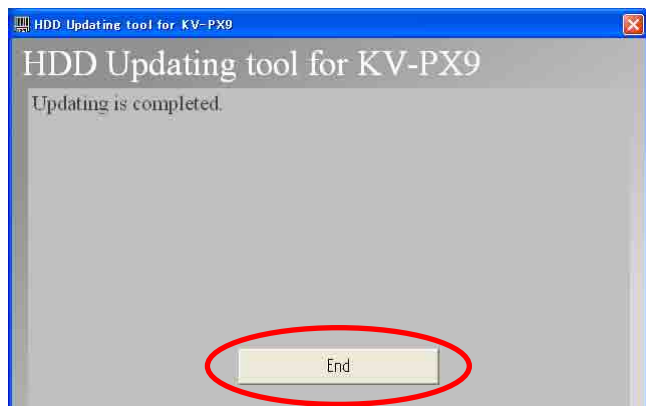 HDD Updating tool for KV-PX9
HDD Updating tool for KV-PX9
Updating is completed.
End